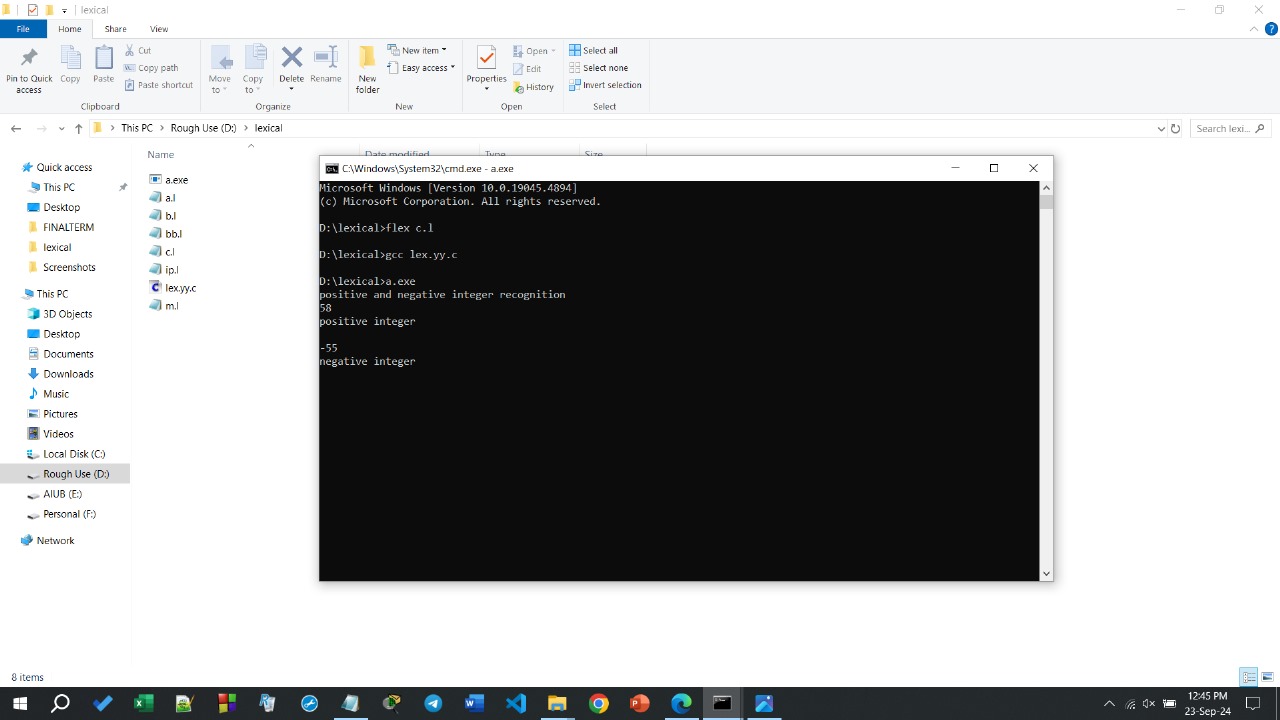 lexical
File
Home
Share
View
Pin to Quick access
Copy
Paste
Cut
Copy path
Paste shortcut
Clipboard
Move to
Copy to
Delete
Rename
Organize
New folder
New item
Easy access
New
Properties
Open
Edit
History
Open
Select all
Select none
Invert selection
Select
This PC
Rough Use (D:)
lexical
Search lexi...
Name
Date modified
Type
Size
Quick access
This PC
Desktop
FINALTERM
lexical
Screenshots
This PC
3D Objects
Desktop
Documents
Downloads
Music
Pictures
Videos
Local Disk (C:)
Rough Use (D:)
AIUB (E:)
Personal (F:)
Network
a.exe
a.l
b.l
bb.l
c.l
ip.l
lex.yy.c
m.l
C:\Windows\System32\cmd.exe - a.exe
Microsoft Windows [Version 10.0.19045.4894]
(c) Microsoft Corporation. All rights reserved.
D:\lexical>flex c.l
D:\lexical>gcc lex.yy.c
D:\lexical>a.exe
positive and negative integer recognition
58
positive integer
-55
negative integer
8 items
12:45 PM
23-Sep-24